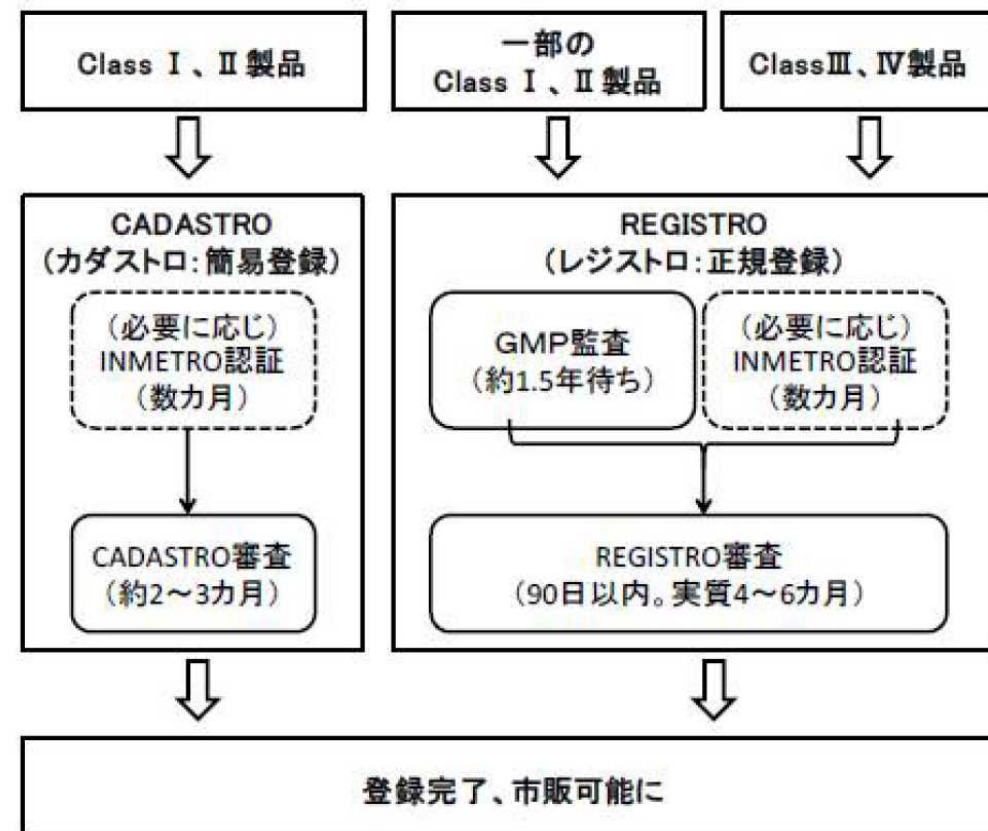 Class Ⅰ、Ⅱ 製品
一部の
Class Ⅰ、Ⅱ 製品
ClassⅢ、Ⅳ製品
CADASTRO
(カダストロ:簡易登録)
(必要に応じ)
INMETRO認証
(数カ月)
CADASTRO審査
(約2～3カ月)
REGISTRO
(レジストロ:正規登録)
GMP監査
(約1.5年待ち)
(必要に応じ)
INMETRO認証
(数カ月)
REGISTRO審査
(90日以内。実質4～6カ月)
登録完了、市販可能に